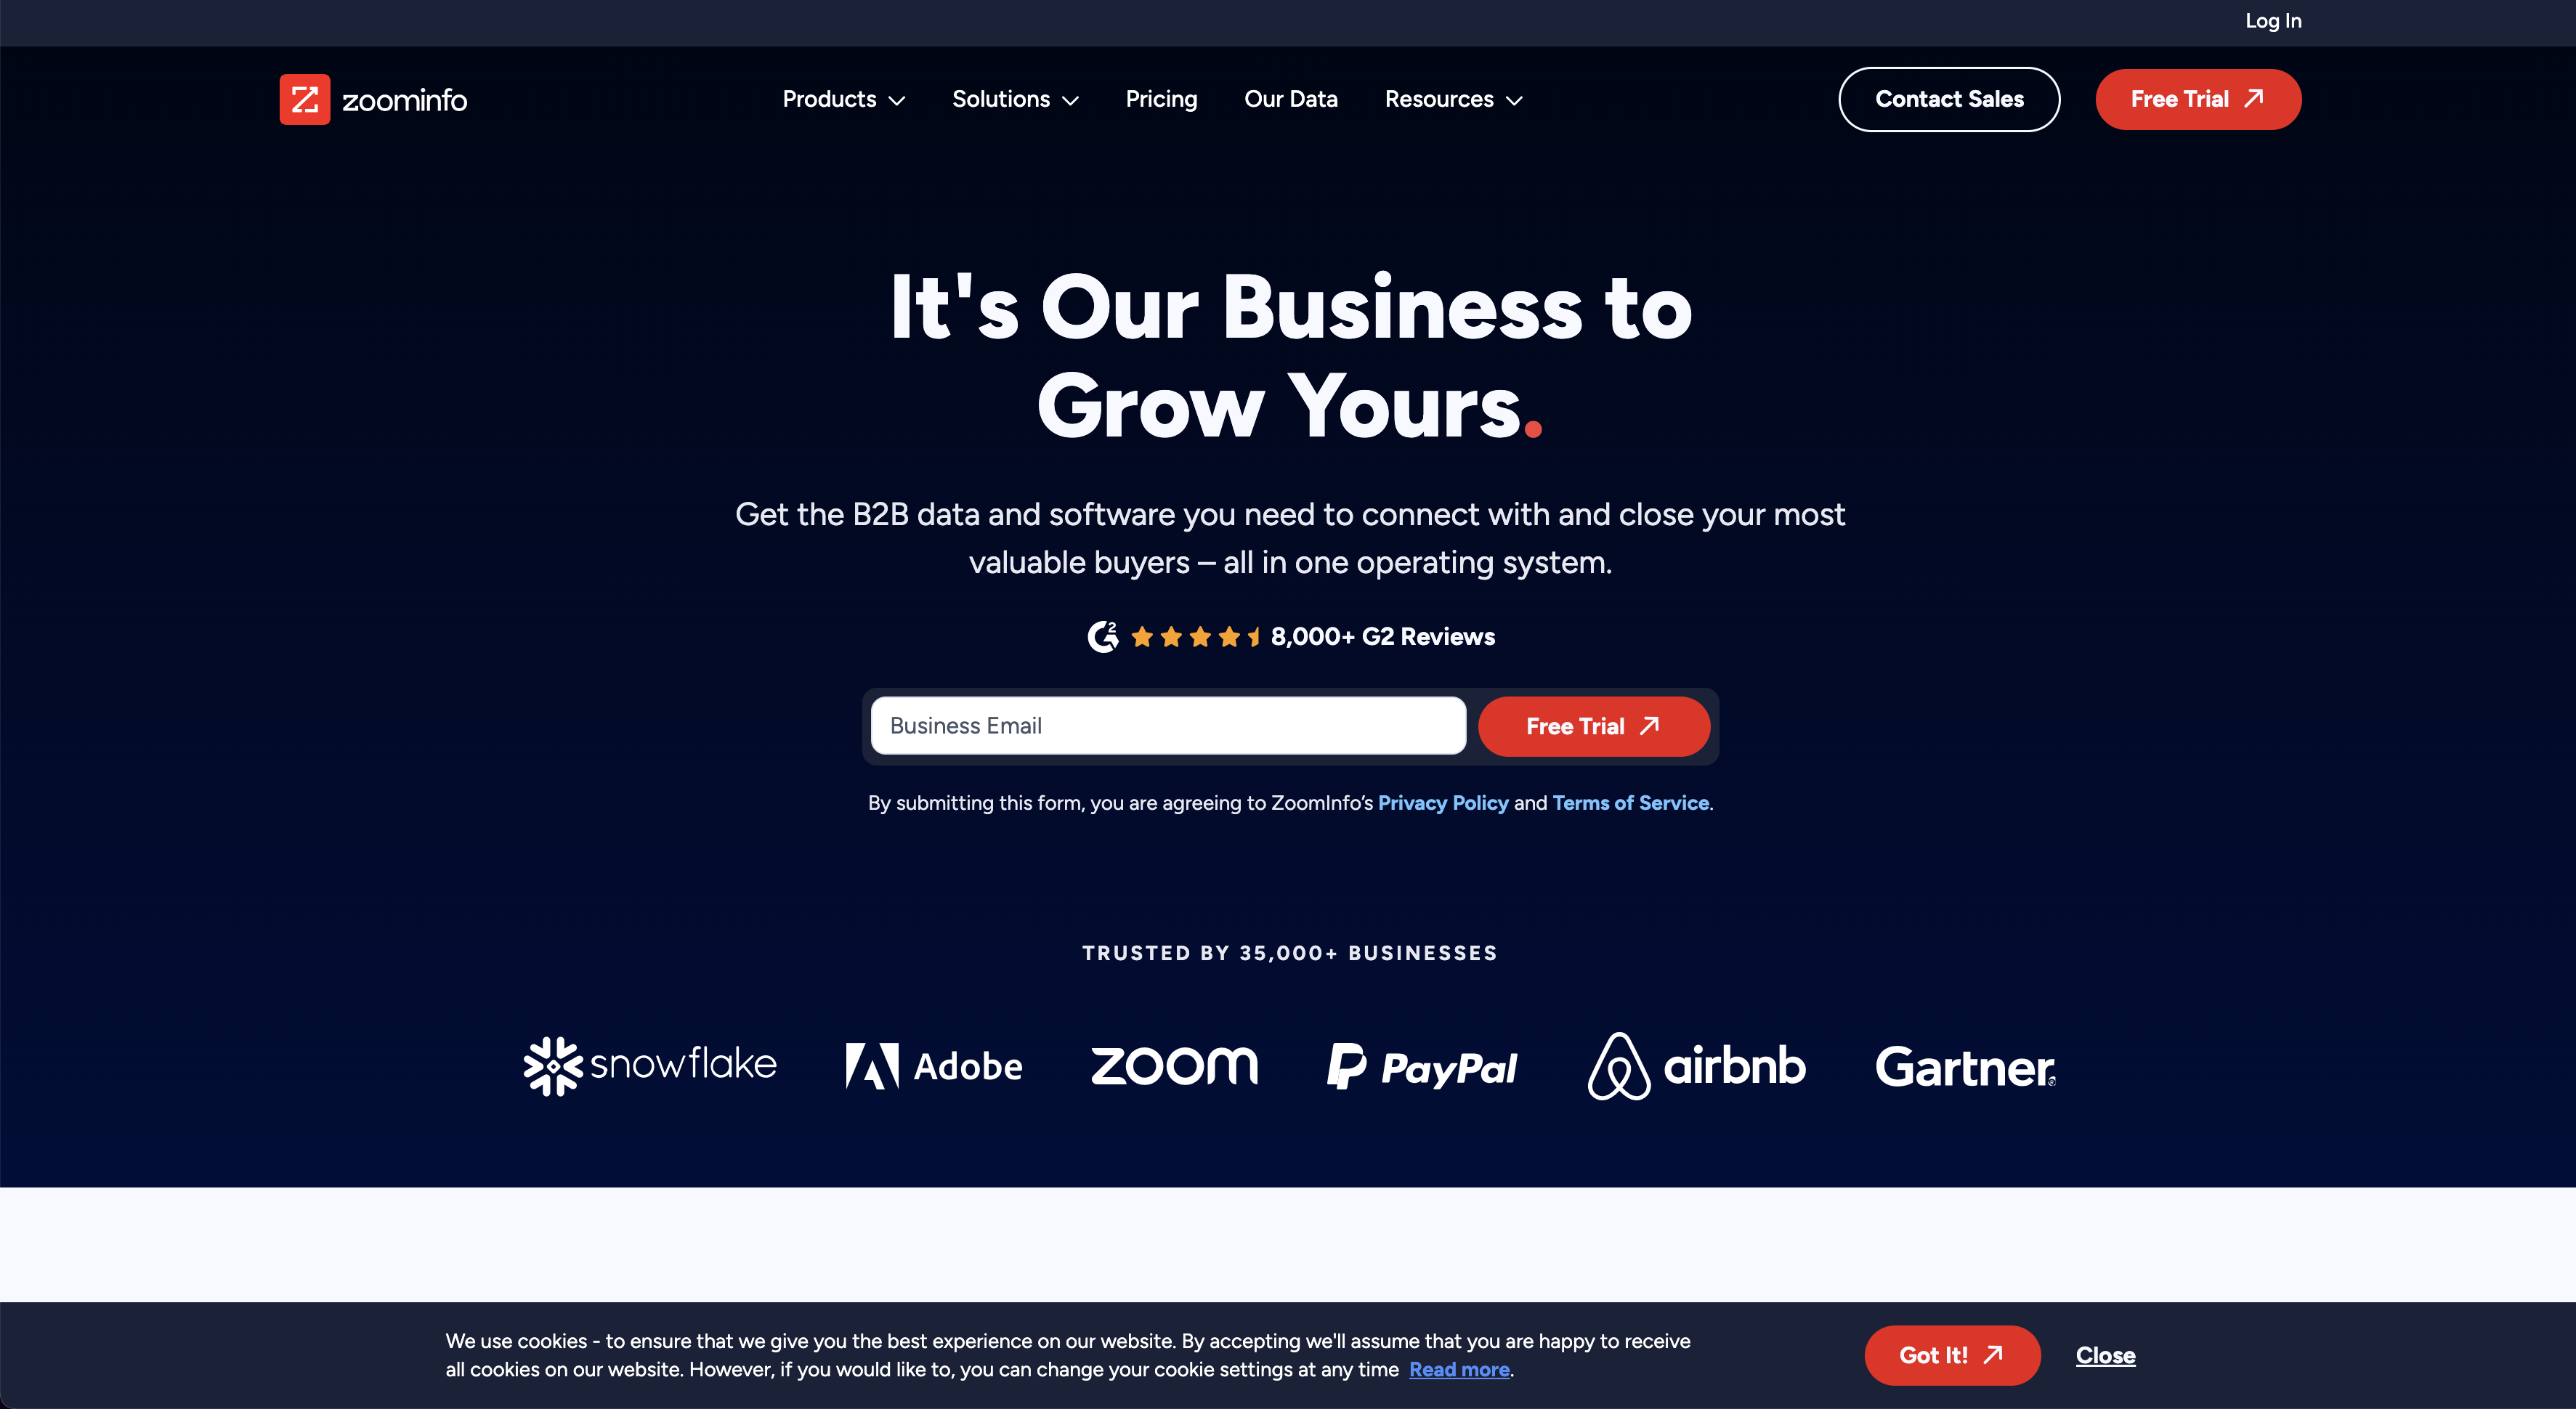 Log In
zoominfo
Products
Solutions
Pricing
Our Data
Resources
Contact Sales
Free Trial
It's Our Business to
Grow Yours.
Get the B2B data and software you need to connect with and close your most
valuable buyers – all in one operating system.
G2
8,000+ G2 Reviews
Business Email
Free Trial
By submitting this form, you are agreeing to ZoomInfo’s Privacy Policy and Terms of Service.
TRUSTED BY 35,000+ BUSINESSES
snowflake
Adobe
zoom
PayPal
airbnb
Gartner®
We use cookies - to ensure that we give you the best experience on our website. By accepting we'll assume that you are happy to receive
all cookies on our website. However, if you would like to, you can change your cookie settings at any time Read more.
Got It!
Close